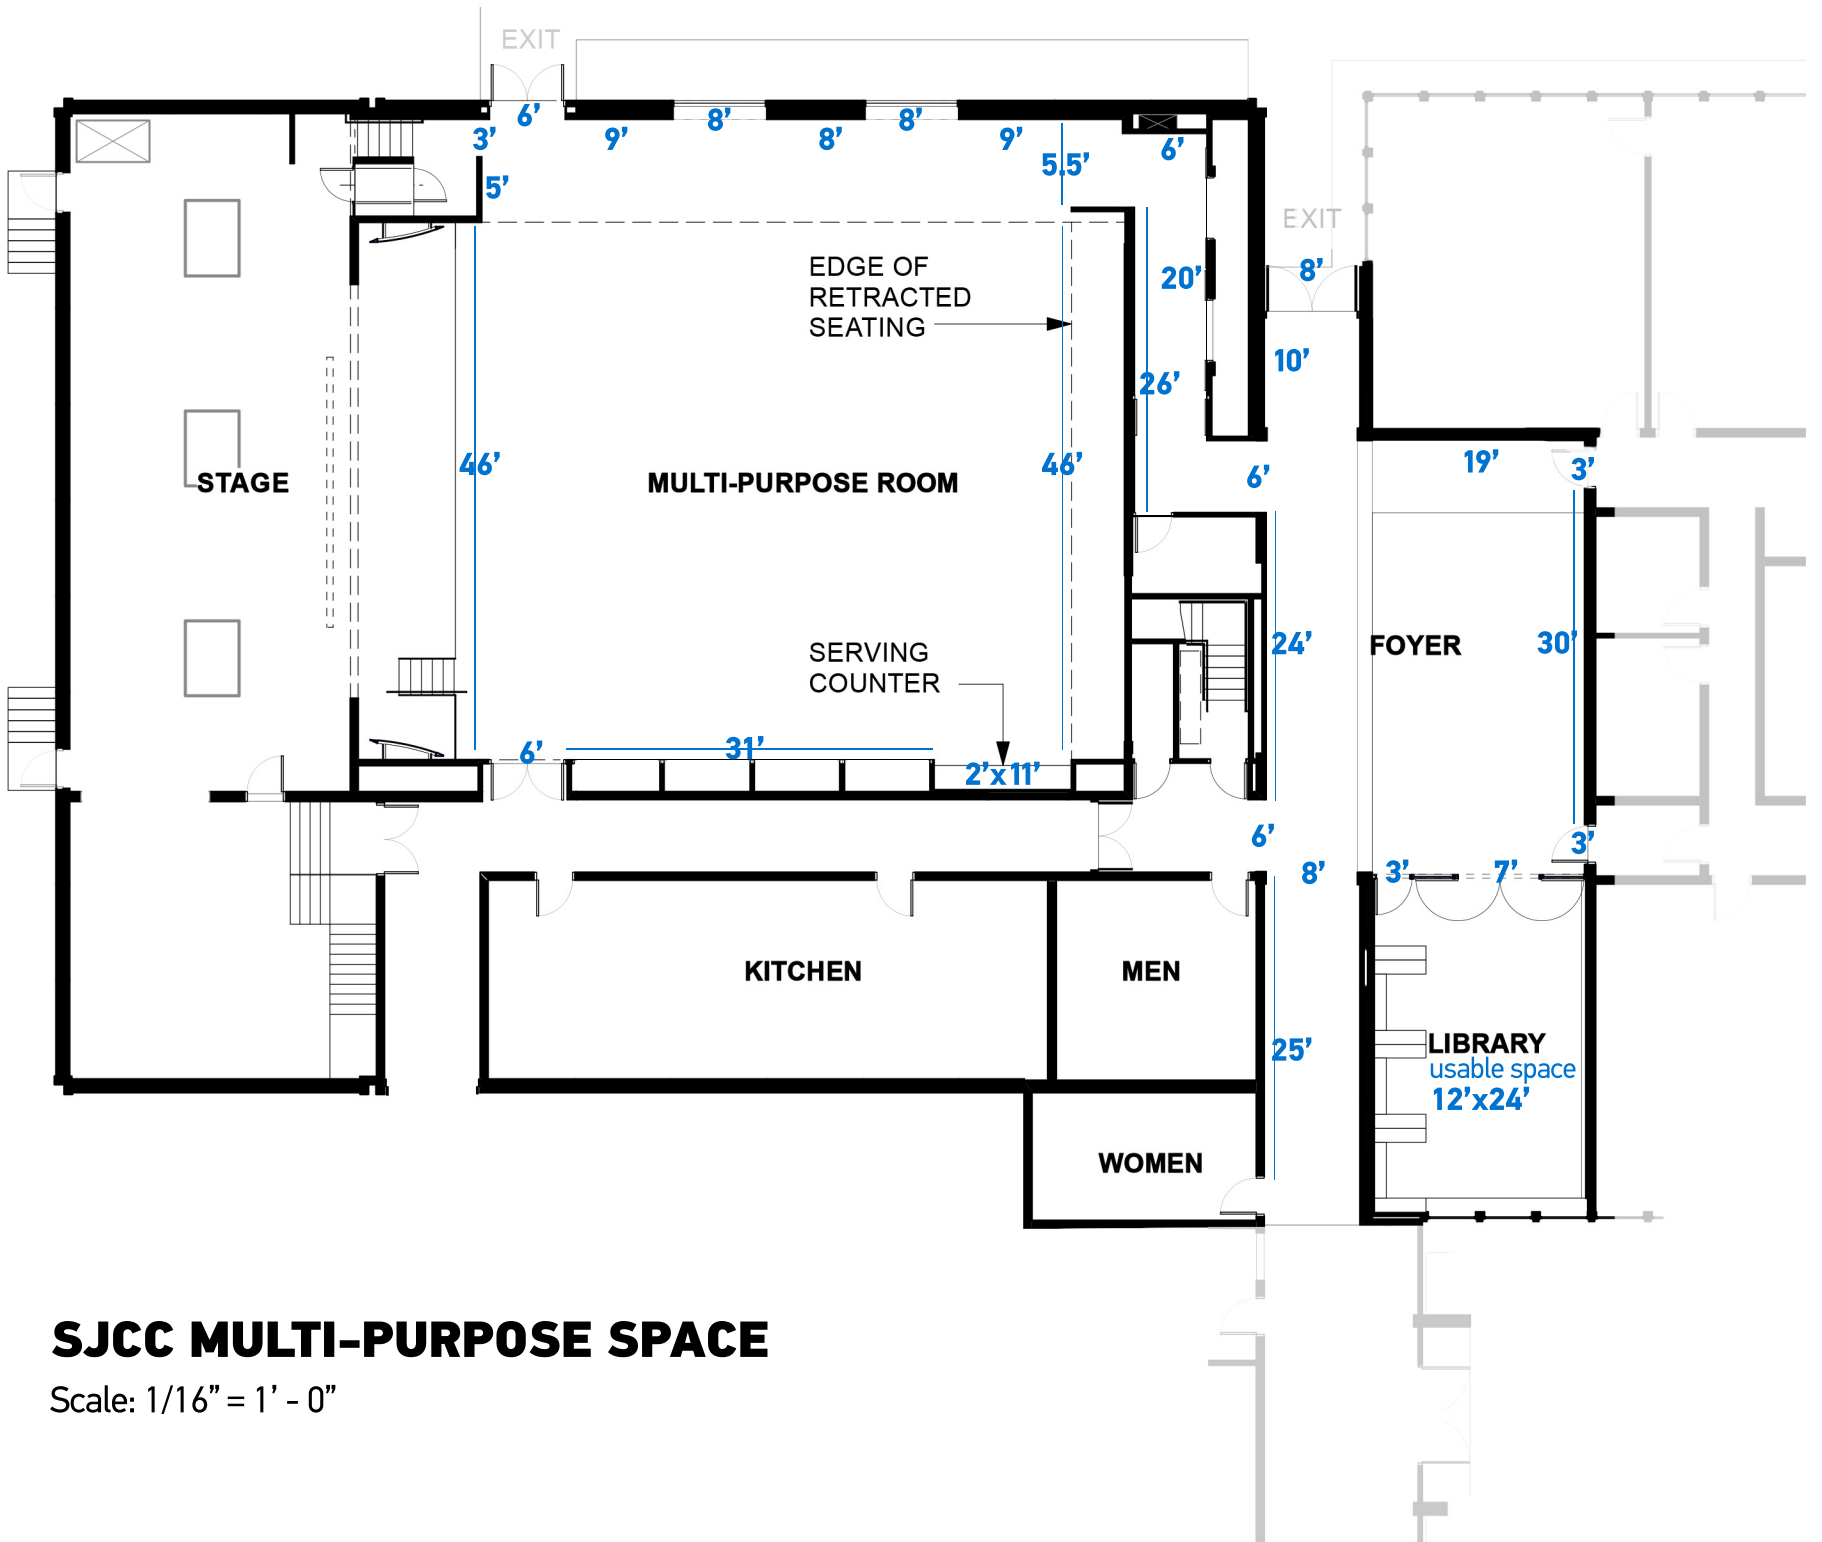 EXIT
6’
3’
9’
8’
8’
8’
9’
5.5’
6’
5’
EXIT
8’
EDGE OF
RETRACTED
SEATING
20’
10’
26’
46’
46’
19’
3’
6’
STAGE
MULTI-PURPOSE ROOM
SERVING
COUNTER
24’
FOYER
30’
6’
31’
2’x11’
6’
3’
8’
3’
7’
KITCHEN
MEN
25’
LIBRARY
usable space
12’x24’
WOMEN
SJCC MULTI-PURPOSE SPACE
Scale: 1/16” = 1’ - 0”